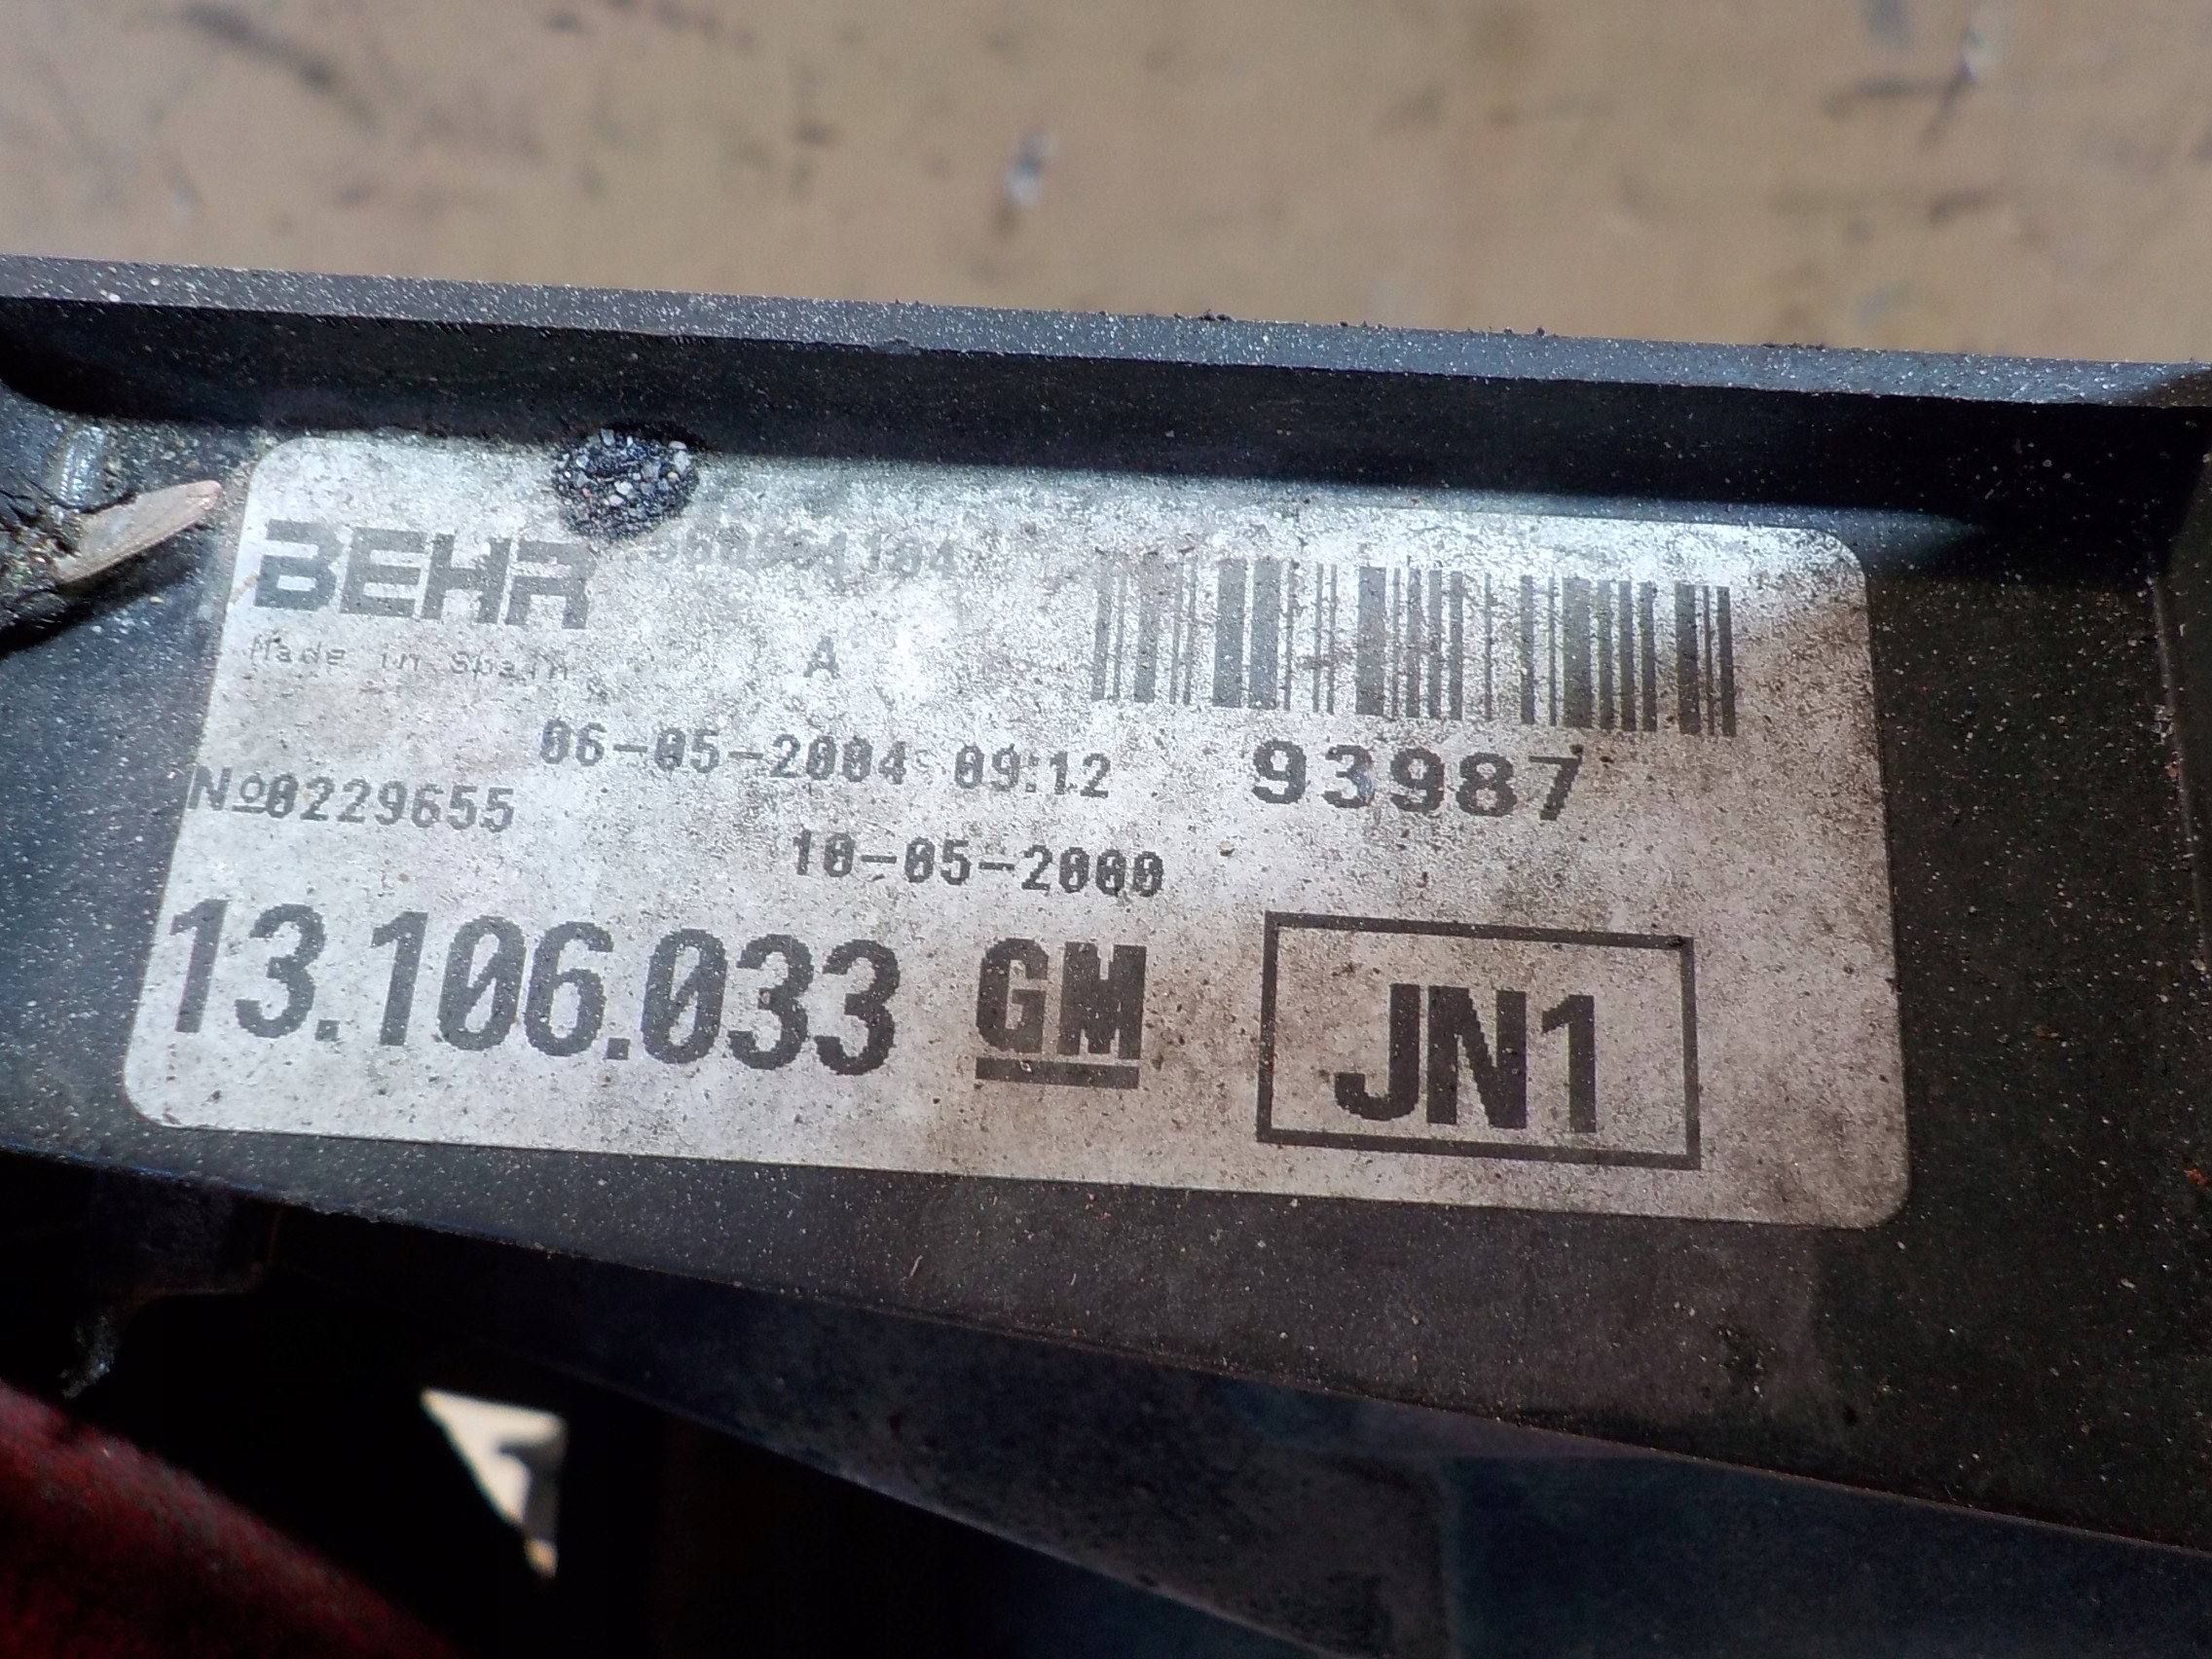 BEHR
Made in Spain
A
06-05-2004 09:12
93987
Nº0229655
10-05-2000
13.106.033 GM
JN1